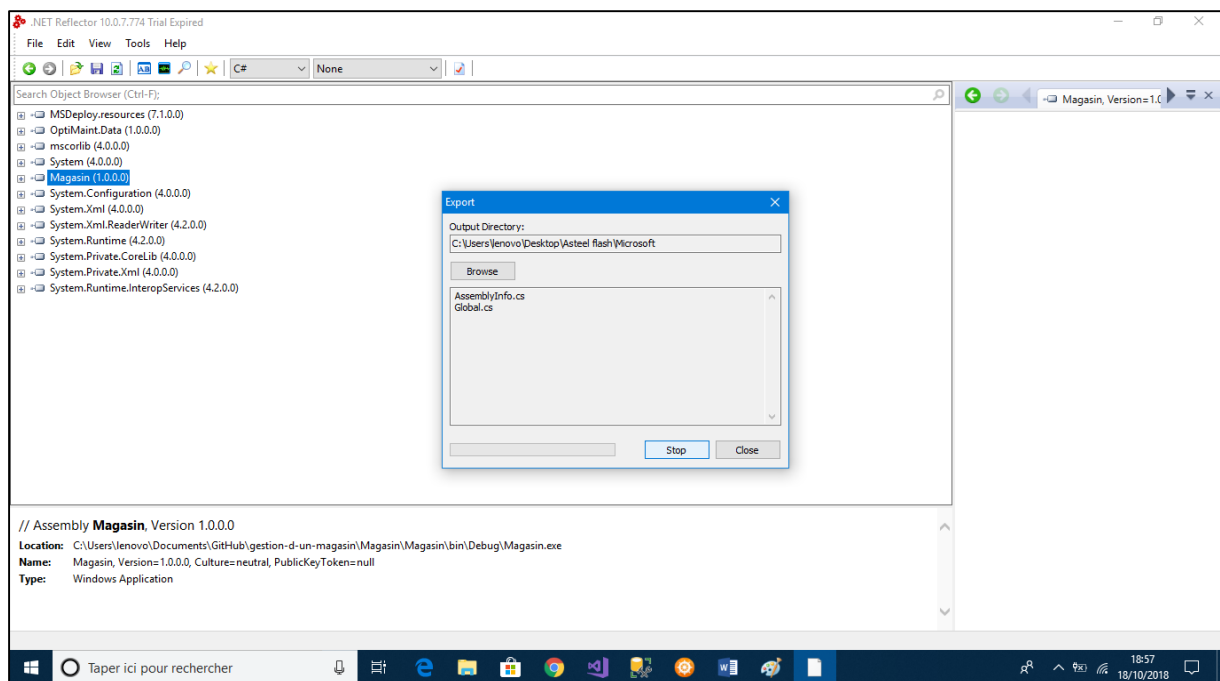 .NET Reflector 10.0.7.774 Trial Expired
File Edit View Tools Help
C# None
Search Object Browser (Ctrl-F);
MSDeploy.resources (7.1.0.0)
OptiMaint.Data (1.0.0.0)
mscorlib (4.0.0.0)
System (4.0.0.0)
Magasin (1.0.0.0)
System.Configuration (4.0.0.0)
System.Xml (4.0.0.0)
System.Xml.ReaderWriter (4.2.0.0)
System.Runtime (4.2.0.0)
System.Private.CoreLib (4.0.0.0)
System.Private.Xml (4.0.0.0)
System.Runtime.InteropServices (4.2.0.0)
Magasin, Version=1.0
Export
Output Directory:
C:\Users\lenovo\Desktop\Asteel flash\Microsoft
Browse
AssemblyInfo.cs
Global.cs
Stop Close
// Assembly Magasin, Version 1.0.0.0
Location: C:\Users\lenovo\Documents\GitHub\gestion-d-un-magasin\Magasin\Magasin\bin\Debug\Magasin.exe
Name: Magasin, Version=1.0.0.0, Culture=neutral, PublicKeyToken=null
Type: Windows Application
Taper ici pour rechercher
18:57
18/10/2018